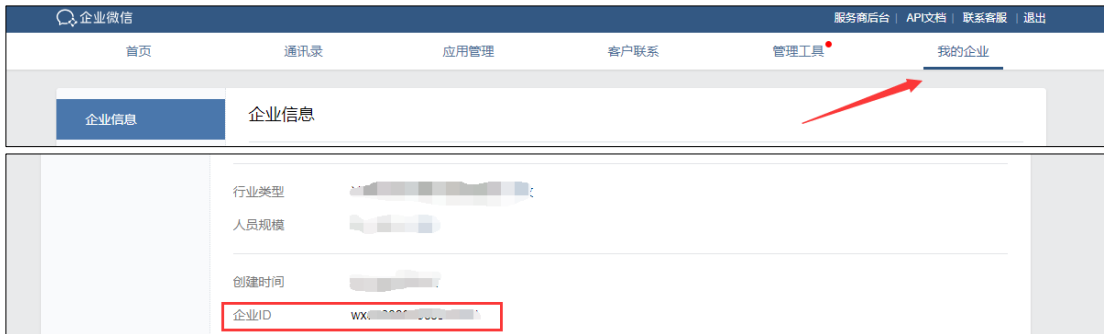 企业微信 服务商后台 | API文档 | 联系客服 | 退出
首页 通讯录 应用管理 客户联系 管理工具 我的企业
企业信息 企业信息
行业类型
人员规模
创建时间
企业ID wx